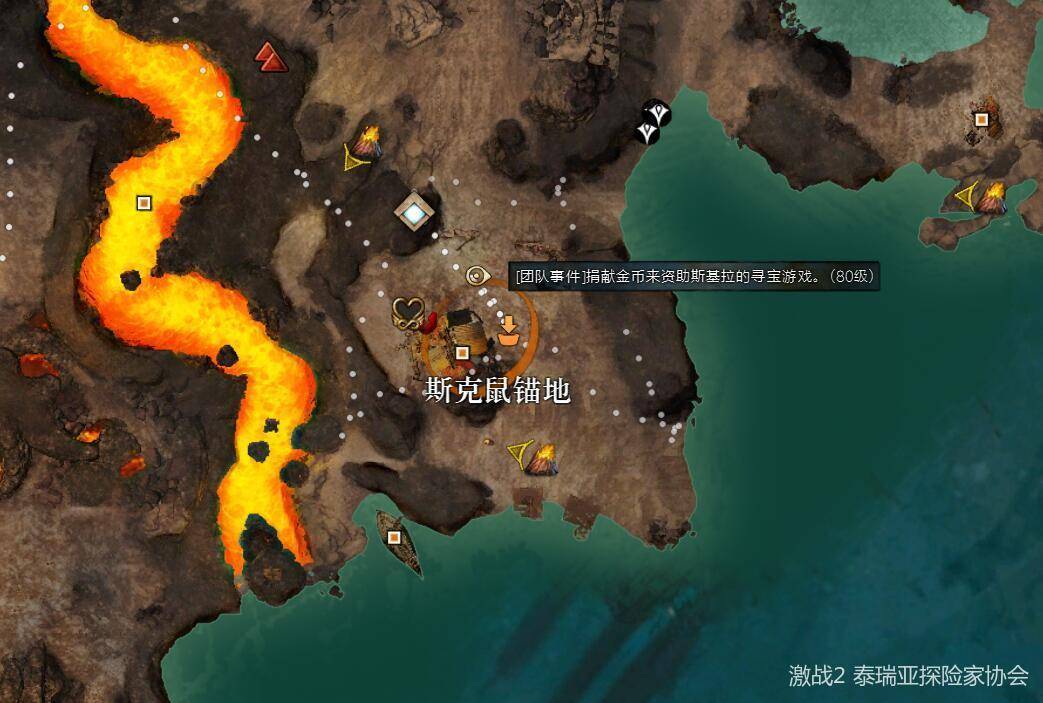 [团队事件]捐献金币来资助斯基拉的寻宝游戏。（80级）
斯克鼠锚地
激战2 泰瑞亚探险家协会